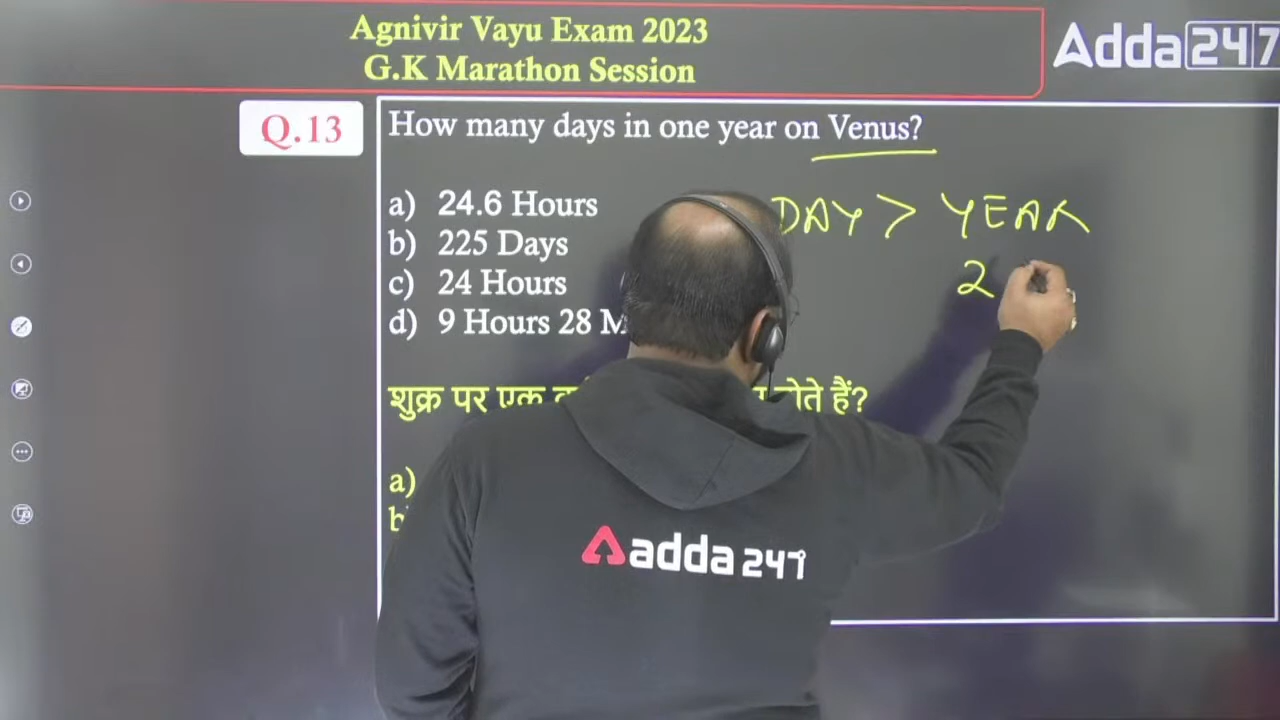 Agnivir Vayu Exam 2023
G.K Marathon Session
Adda247
Q.13
How many days in one year on Venus?
a) 24.6 Hours
b) 225 Days
c) 24 Hours
d) 9 Hours 28 M
DAY > YEAR
2
शुक्र पर एक
होते हैं?
a)
b
adda247